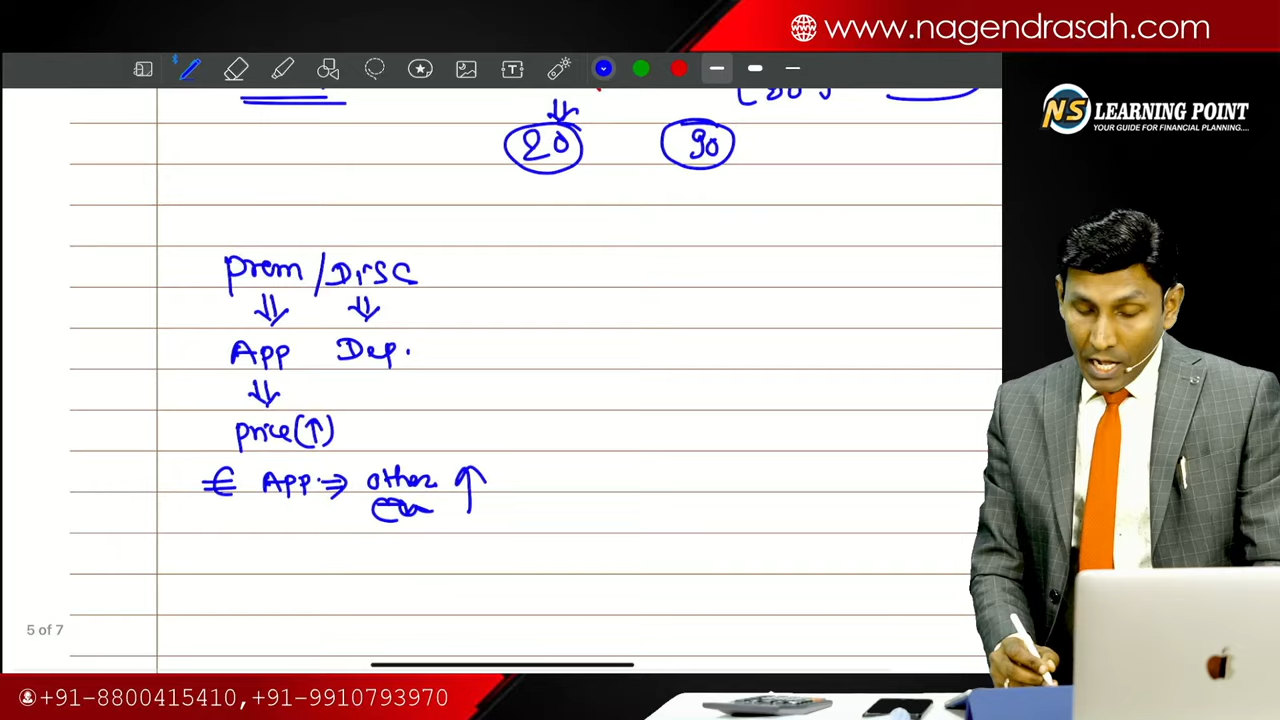 www.nagendrasah.com
NS LEARNING POINT
YOUR GUIDE FOR FINANCIAL PLANNING....
20 90
prem / Disc
App Dep.
price(↑)
€ App. ⇒ other ↑
5 of 7
+91-8800415410,+91-9910793970